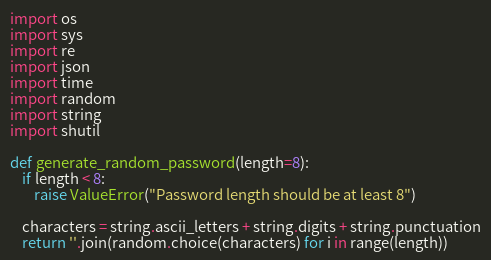 import os
import sys
import re
import json
import time
import random
import string
import shutil
def generate_random_password(length=8):
if length < 8:
raise ValueError("Password length should be at least 8")
characters = string.ascii_letters + string.digits + string.punctuation
return ''.join(random.choice(characters) for i in range(length))